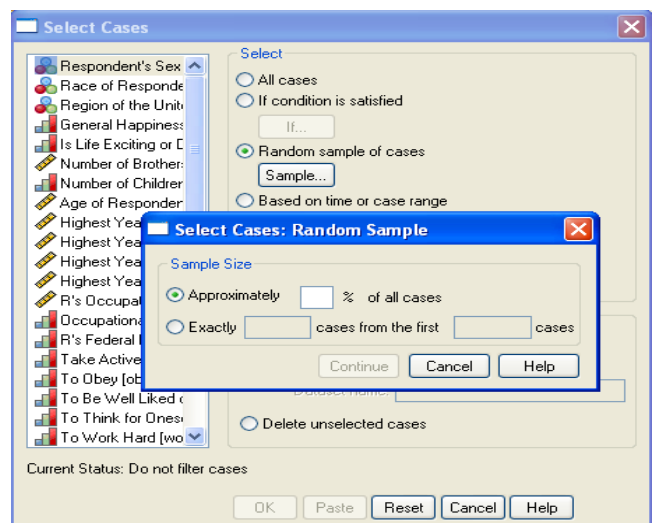 Select Cases
Respondent's Sex
Race of Responde
Region of the Unit
General Happiness
Is Life Exciting or D
Number of Brother:
Number of Childrer
Age of Responder
Highest Yea
Highest Yea
Highest Yea
Highest Yea
R's Occupat
Occupationa
R's Federal
Take Active
To Obey [ob
To Be Well Liked
To Think for Ones
To Work Hard [wo
Select
All cases
If condition is satisfied
If...
Random sample of cases
Sample...
Based on time or case range
Select Cases: Random Sample
Sample Size
Approximately % of all cases
Exactly cases from the first cases
Continue Cancel Help
Dataset name:
Delete unselected cases
Current Status: Do not filter cases
OK Paste Reset Cancel Help